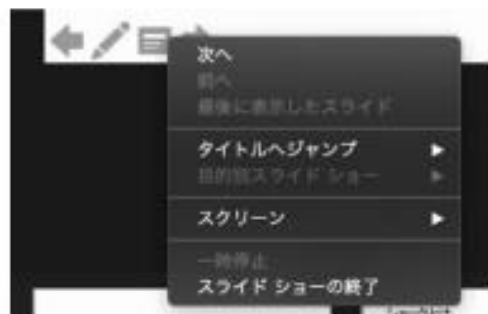 次へ
前へ
最後に表示したスライド
タイトルへジャンプ
目的別スライド ショー
スクリーン
一時停止
スライド ショーの終了